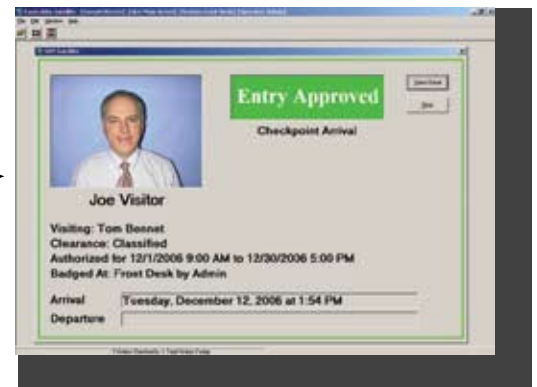 Entry Approved
Checkpoint Arrival
Joe Visitor
Visiting: Tom Bennet
Clearance: Classified
Authorized for 12/1/2006 9:00 AM to 12/30/2006 5:00 PM
Badged At: Front Desk by Admin
Arrival Tuesday, December 12, 2006 at 1:54 PM
Departure